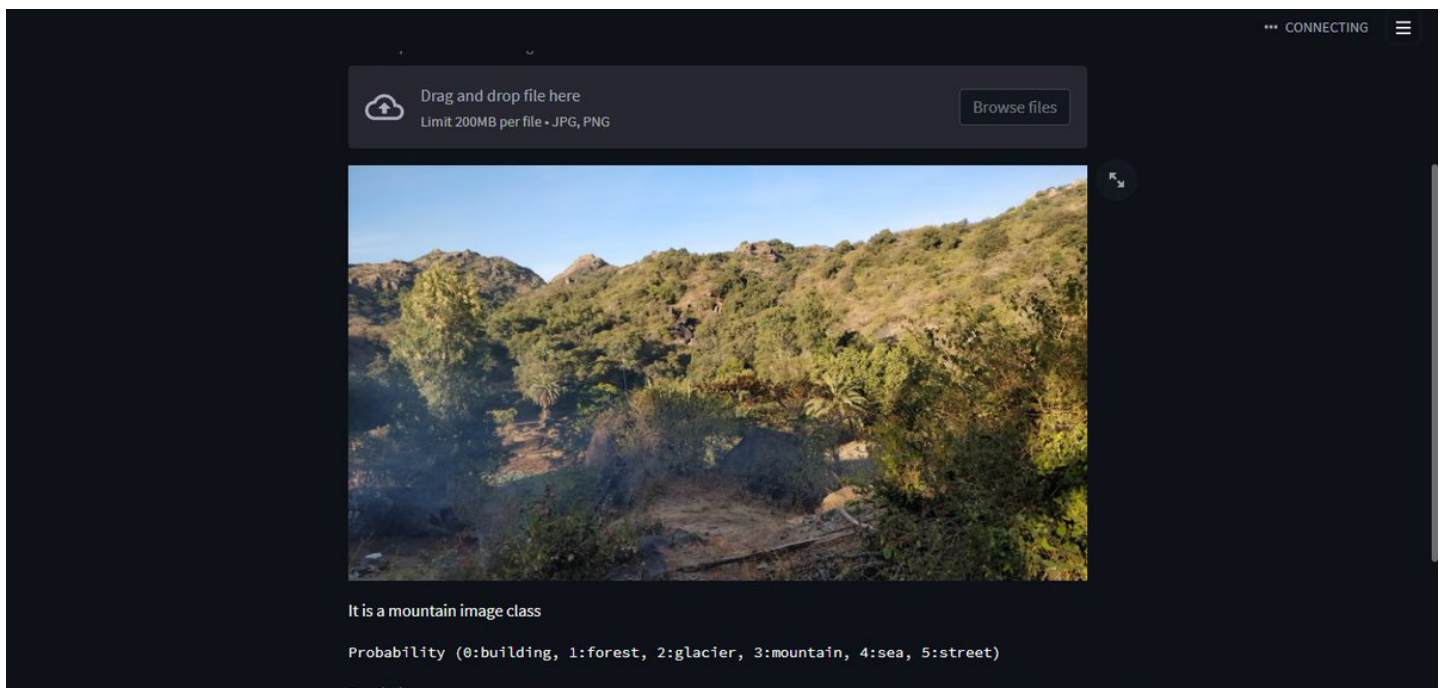 ••• CONNECTING
Drag and drop file here
Limit 200MB per file • JPG, PNG
Browse files
It is a mountain image class
Probability (0:building, 1:forest, 2:glacier, 3:mountain, 4:sea, 5:street)